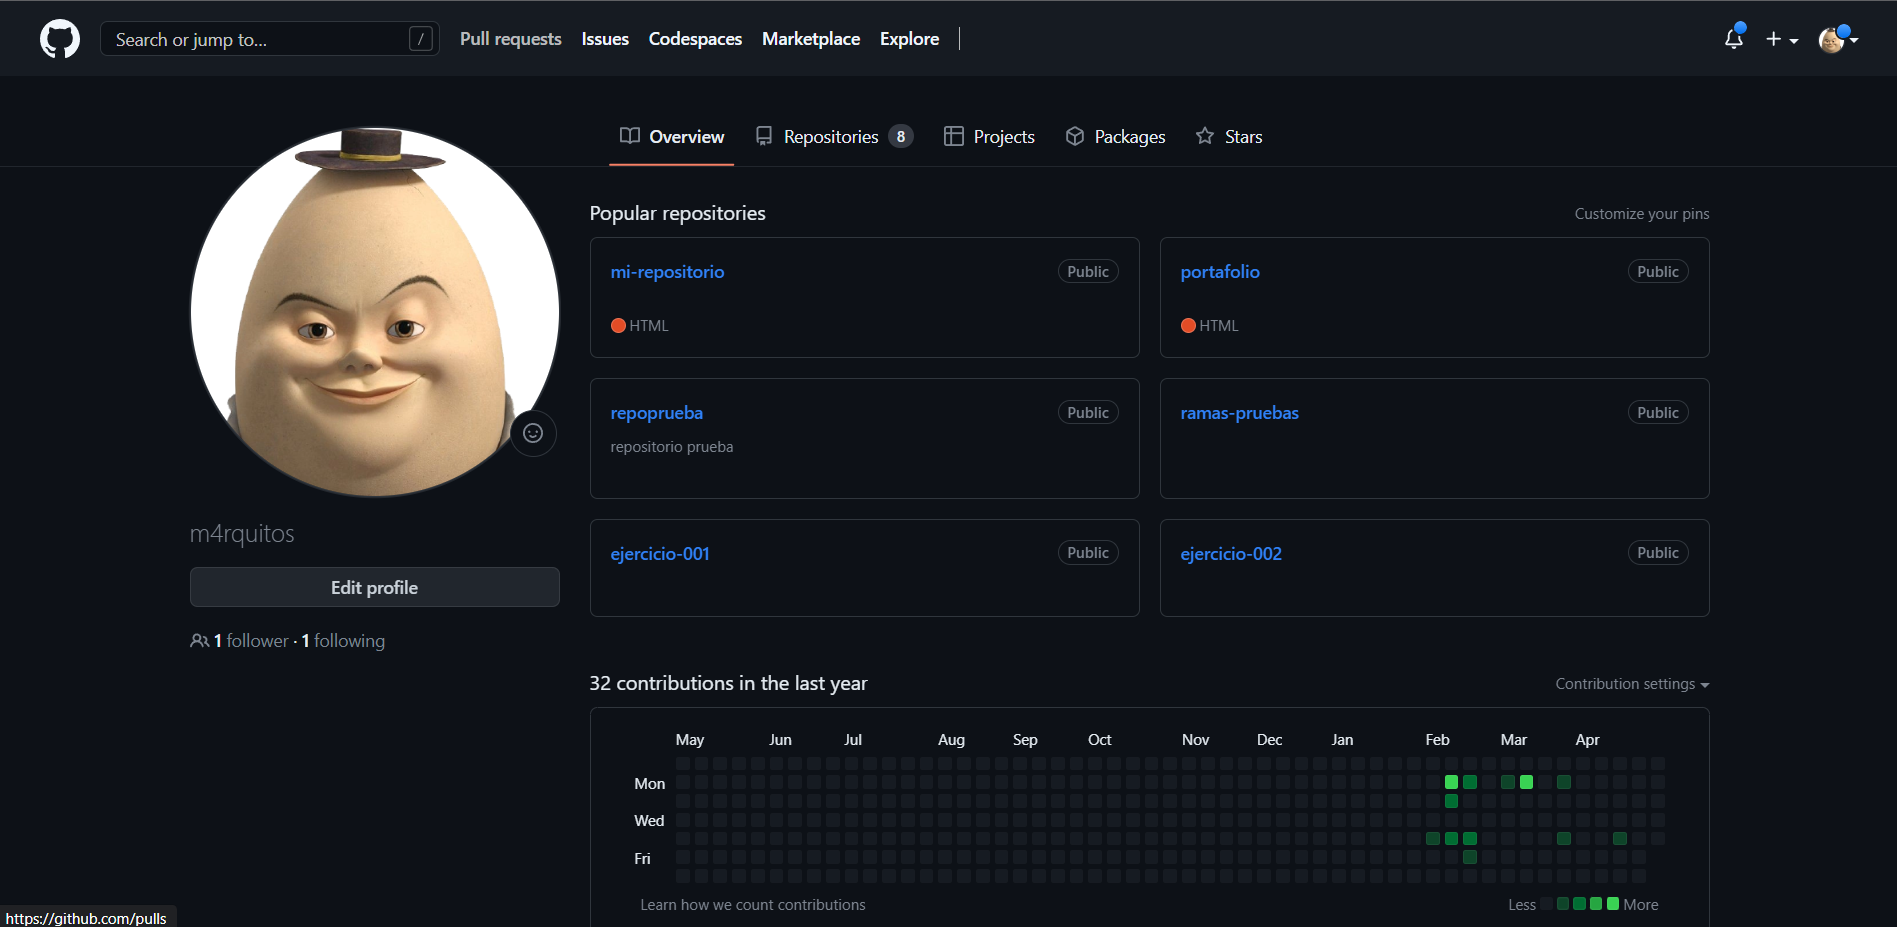 Search or jump to... / Pull requests Issues Codespaces Marketplace Explore
Overview Repositories 8 Projects Packages Stars
m4rquitos
Edit profile
1 follower · 1 following
Popular repositories Customize your pins
mi-repositorio Public
HTML
portafolio Public
HTML
repoprueba Public
repositorio prueba
ramas-pruebas Public
ejercicio-001 Public
ejercicio-002 Public
32 contributions in the last year Contribution settings
May Jun Jul Aug Sep Oct Nov Dec Jan Feb Mar Apr
Mon
Wed
Fri
Learn how we count contributions Less More
https://github.com/pulls